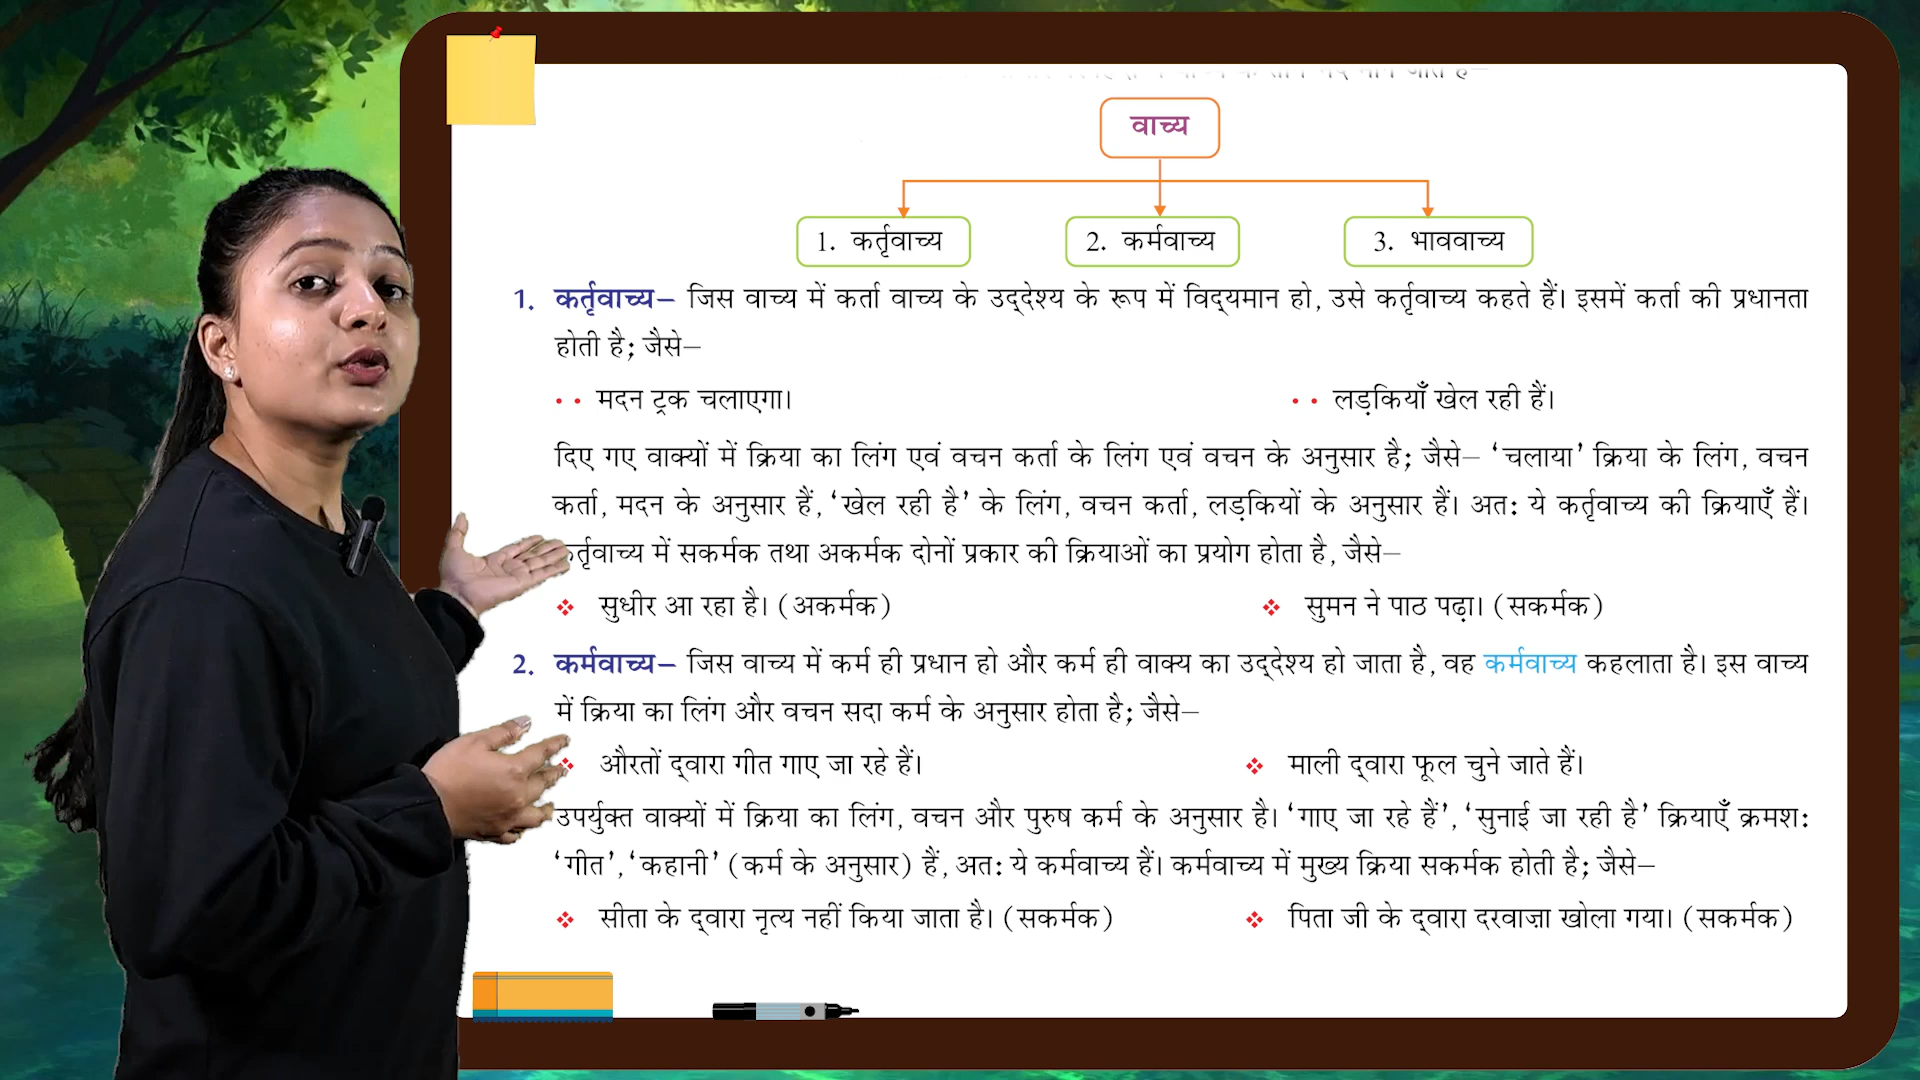 वाच्य
1. कर्तृवाच्य 2. कर्मवाच्य 3. भाववाच्य
1. कर्तृवाच्य– जिस वाच्य में कर्ता वाच्य के उद्‌देश्य के रूप में विद्‌यमान हो, उसे कर्तृवाच्य कहते हैं। इसमें कर्ता की प्रधानता
होती है; जैसे–
•• मदन ट्रक चलाएगा। •• लड़कियाँ खेल रही हैं।
दिए गए वाक्यों में क्रिया का लिंग एवं वचन कर्ता के लिंग एवं वचन के अनुसार है; जैसे– ‘चलाया’ क्रिया के लिंग, वचन
कर्ता, मदन के अनुसार हैं, ‘खेल रही है’ के लिंग, वचन कर्ता, लड़कियों के अनुसार हैं। अत: ये कर्तृवाच्य की क्रियाएँ हैं।
कर्तृवाच्य में सकर्मक तथा अकर्मक दोनों प्रकार की क्रियाओं का प्रयोग होता है, जैसे–
❖ सुधीर आ रहा है। (अकर्मक) ❖ सुमन ने पाठ पढ़ा। (सकर्मक)
2. कर्मवाच्य– जिस वाच्य में कर्म ही प्रधान हो और कर्म ही वाक्य का उद्‌देश्य हो जाता है, वह कर्मवाच्य कहलाता है। इस वाच्य
में क्रिया का लिंग और वचन सदा कर्म के अनुसार होता है; जैसे–
❖ औरतों द्‌वारा गीत गाए जा रहे हैं। ❖ माली द्‌वारा फूल चुने जाते हैं।
उपर्युक्त वाक्यों में क्रिया का लिंग, वचन और पुरुष कर्म के अनुसार है। ‘गाए जा रहे हैं’, ‘सुनाई जा रही है’ क्रियाएँ क्रमश:
‘गीत’, ‘कहानी’ (कर्म के अनुसार) हैं, अत: ये कर्मवाच्य हैं। कर्मवाच्य में मुख्य क्रिया सकर्मक होती है; जैसे–
❖ सीता के द्‌वारा नृत्य नहीं किया जाता है। (सकर्मक) ❖ पिता जी के द्‌वारा दरवाज़ा खोला गया। (सकर्मक)